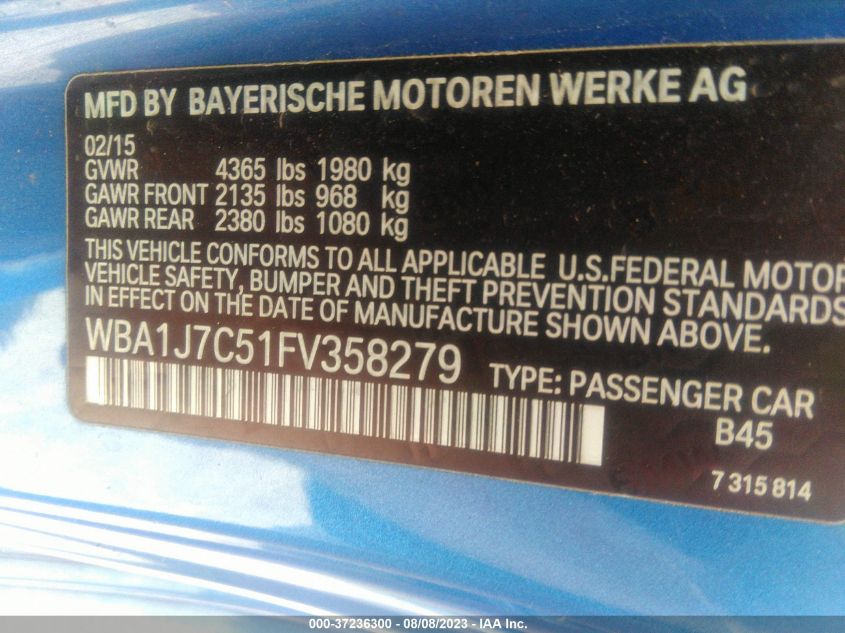 MFD BY BAYERISCHE MOTOREN WERKE AG
02/15
GVWR 4365 lbs 1980 kg
GAWR FRONT 2135 lbs 968 kg
GAWR REAR 2380 lbs 1080 kg
THIS VEHICLE CONFORMS TO ALL APPLICABLE U.S.FEDERAL MOTOR
VEHICLE SAFETY, BUMPER AND THEFT PREVENTION STANDARDS
IN EFFECT ON THE DATE OF MANUFACTURE SHOWN ABOVE.
WBA1J7C51FV358279 TYPE: PASSENGER CAR
B45
7 315 814
000-37236300 - 08/08/2023 - IAA Inc.